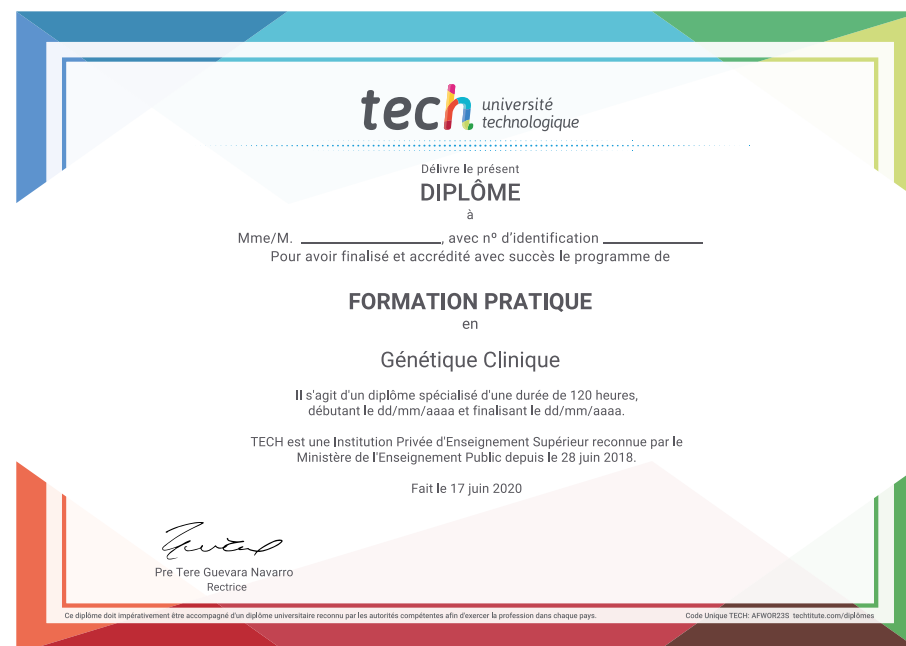 tech université
technologique
Délivre le présent
DIPLÔME
à
Mme/M. ____________________, avec nº d'identification ______________
Pour avoir finalisé et accrédité avec succès le programme de
FORMATION PRATIQUE
en
Génétique Clinique
Il s'agit d'un diplôme spécialisé d'une durée de 120 heures,
débutant le dd/mm/aaaa et finalisant le dd/mm/aaaa.
TECH est une Institution Privée d'Enseignement Supérieur reconnue par le
Ministère de l'Enseignement Public depuis le 28 juin 2018.
Fait le 17 juin 2020
Pre Tere Guevara Navarro
Rectrice
Ce diplôme doit impérativement être accompagné d'un diplôme universitaire reconnu par les autorités compétentes afin d'exercer la profession dans chaque pays.
Code Unique TECH: AFWOR23S techtitute.com/diplômes